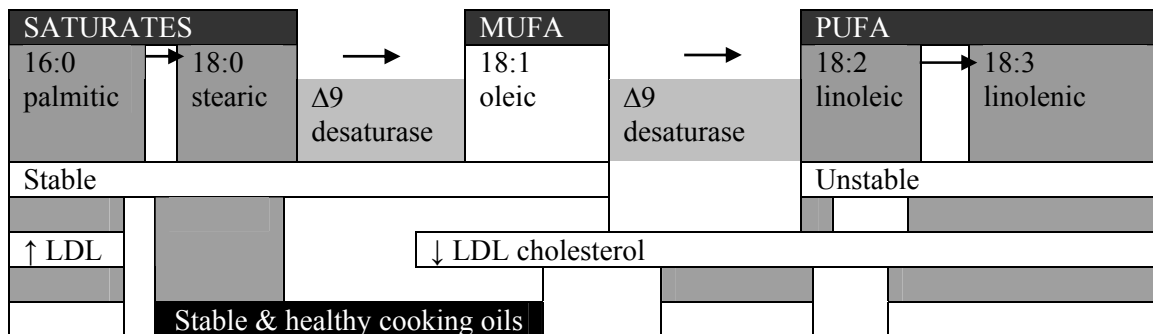 SATURATES MUFA PUFA
16:0 18:0 18:1 18:2 18:3
palmitic stearic Δ9 oleic Δ9 linoleic linolenic
desaturase desaturase
Stable Unstable
↑ LDL ↓ LDL cholesterol
Stable & healthy cooking oils